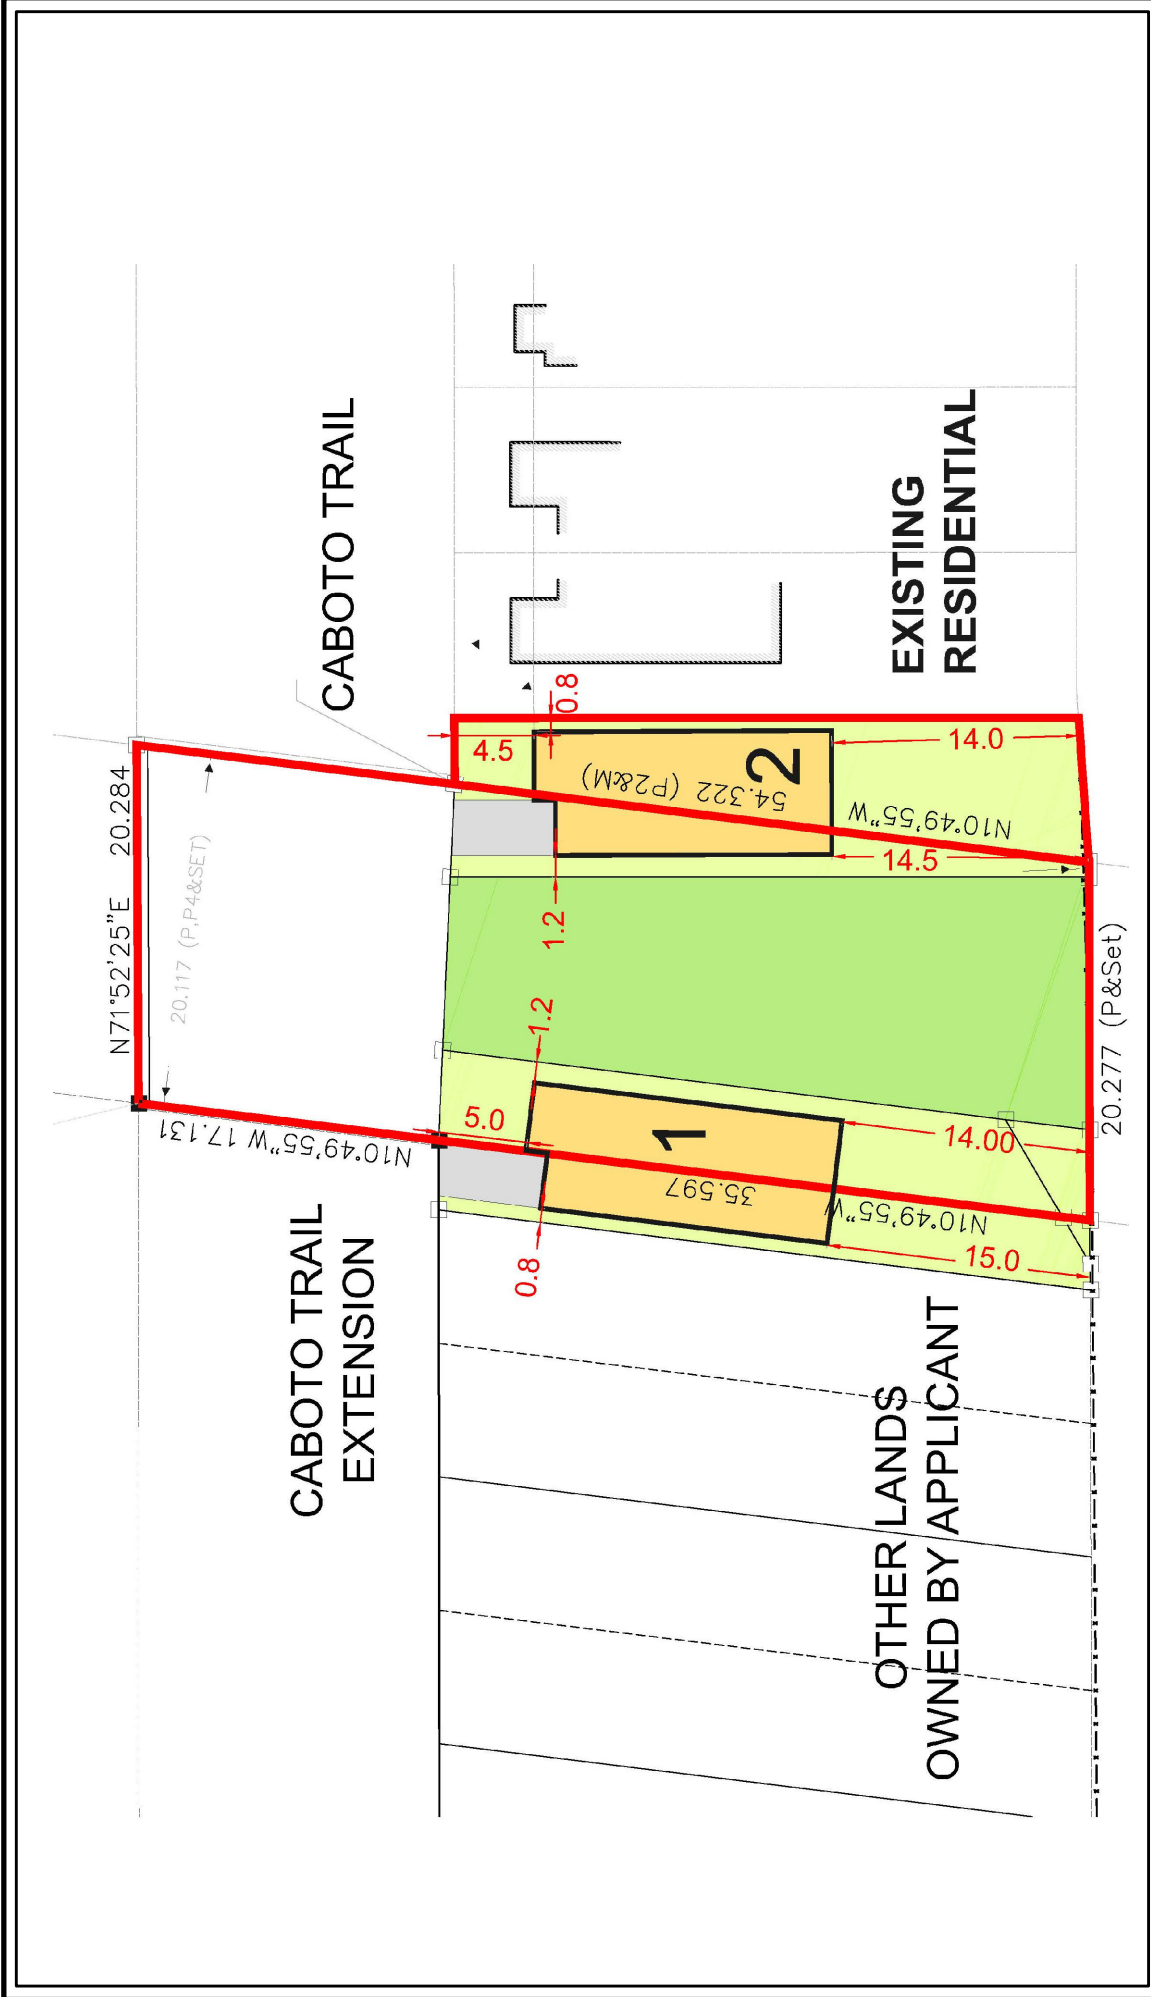 N71°52'25"E 20.284
20.117 (P,P4&SET)
CABOTO TRAIL
CABOTO TRAIL
EXTENSION
N10°49'55"W 17.131
5.0
1.2
0.8
1
35.597
N10°49'55"W
14.00
15.0
4.5
0.8
1.2
2
54.322 (P2&M)
N10°49'55"W
14.0
14.5
EXISTING
RESIDENTIAL
OTHER LANDS
OWNED BY APPLICANT
20.277 (P&Set)